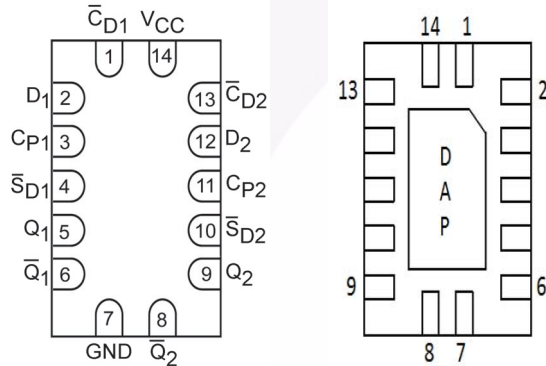 C̅D1 VCC
1 14
D1 2 13 C̅D2
CP1 3 12 D2
S̅D1 4 11 CP2
Q1 5 10 S̅D2
Q̅1 6 9 Q2
7 8
GND Q̅2
14 1
13 2
D
A
P
9 6
8 7